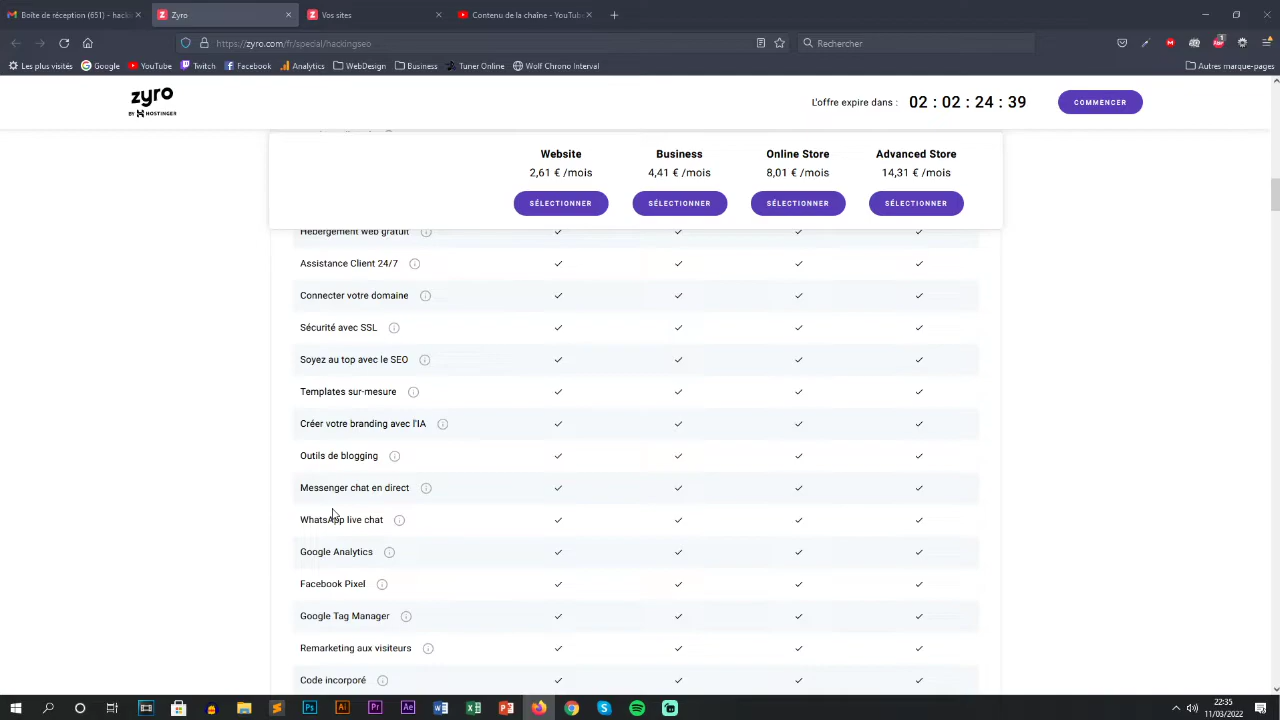 Boîte de réception (651) - hack
Zyro
Vos sites
Contenu de la chaîne - YouTube
https://zyro.com/fr/special/hackingseo
Rechercher
Les plus visités
Google
YouTube
Twitch
Facebook
Analytics
WebDesign
Business
Tuner Online
Wolf Chrono Interval
Autres marque-pages
zyro
BY HOSTINGER
L'offre expire dans : 02 : 02 : 24 : 39
COMMENCER
Website Business Online Store Advanced Store
2,61 € /mois 4,41 € /mois 8,01 € /mois 14,31 € /mois
SÉLECTIONNER SÉLECTIONNER SÉLECTIONNER SÉLECTIONNER
Hébergement web gratuit
Assistance Client 24/7
Connecter votre domaine
Sécurité avec SSL
Soyez au top avec le SEO
Templates sur-mesure
Créer votre branding avec l'IA
Outils de blogging
Messenger chat en direct
WhatsApp live chat
Google Analytics
Facebook Pixel
Google Tag Manager
Remarketing aux visiteurs
Code incorporé
22:35
11/03/2022